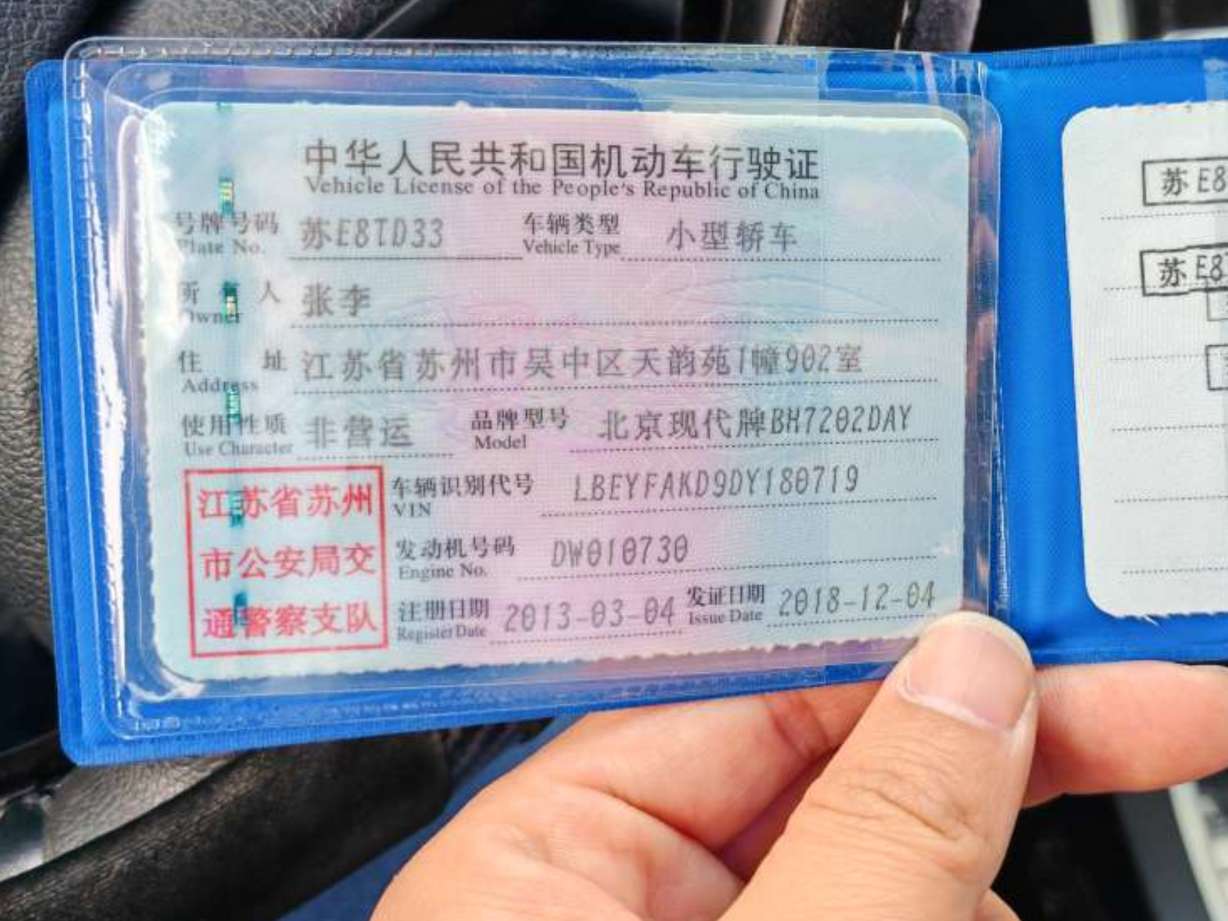 中华人民共和国机动车行驶证
Vehicle License of the People's Republic of China
号牌号码 苏E8TD33 车辆类型 小型轿车
Plate No. Vehicle Type
所有人 张李
Owner
住址 江苏省苏州市吴中区天韵苑1幢902室
Address
使用性质 非营运 品牌型号 北京现代牌BH7202DAY
Use Character Model
江苏省苏州
市公安局交
通警察支队
车辆识别代号 LBEYFAKD9DY180719
VIN
发动机号码 DW010730
Engine No.
注册日期 2013-03-04 发证日期 2018-12-04
Register Date Issue Date
苏E8
苏E8